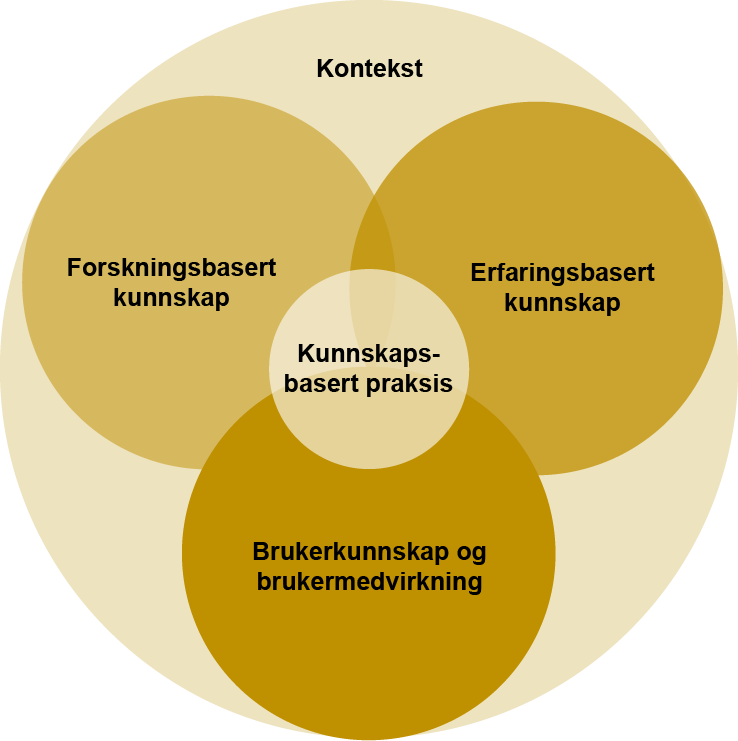 Kontekst
Forskningsbasert
kunnskap
Erfaringsbasert
kunnskap
Kunnskaps-
basert praksis
Brukerkunnskap og
brukermedvirkning